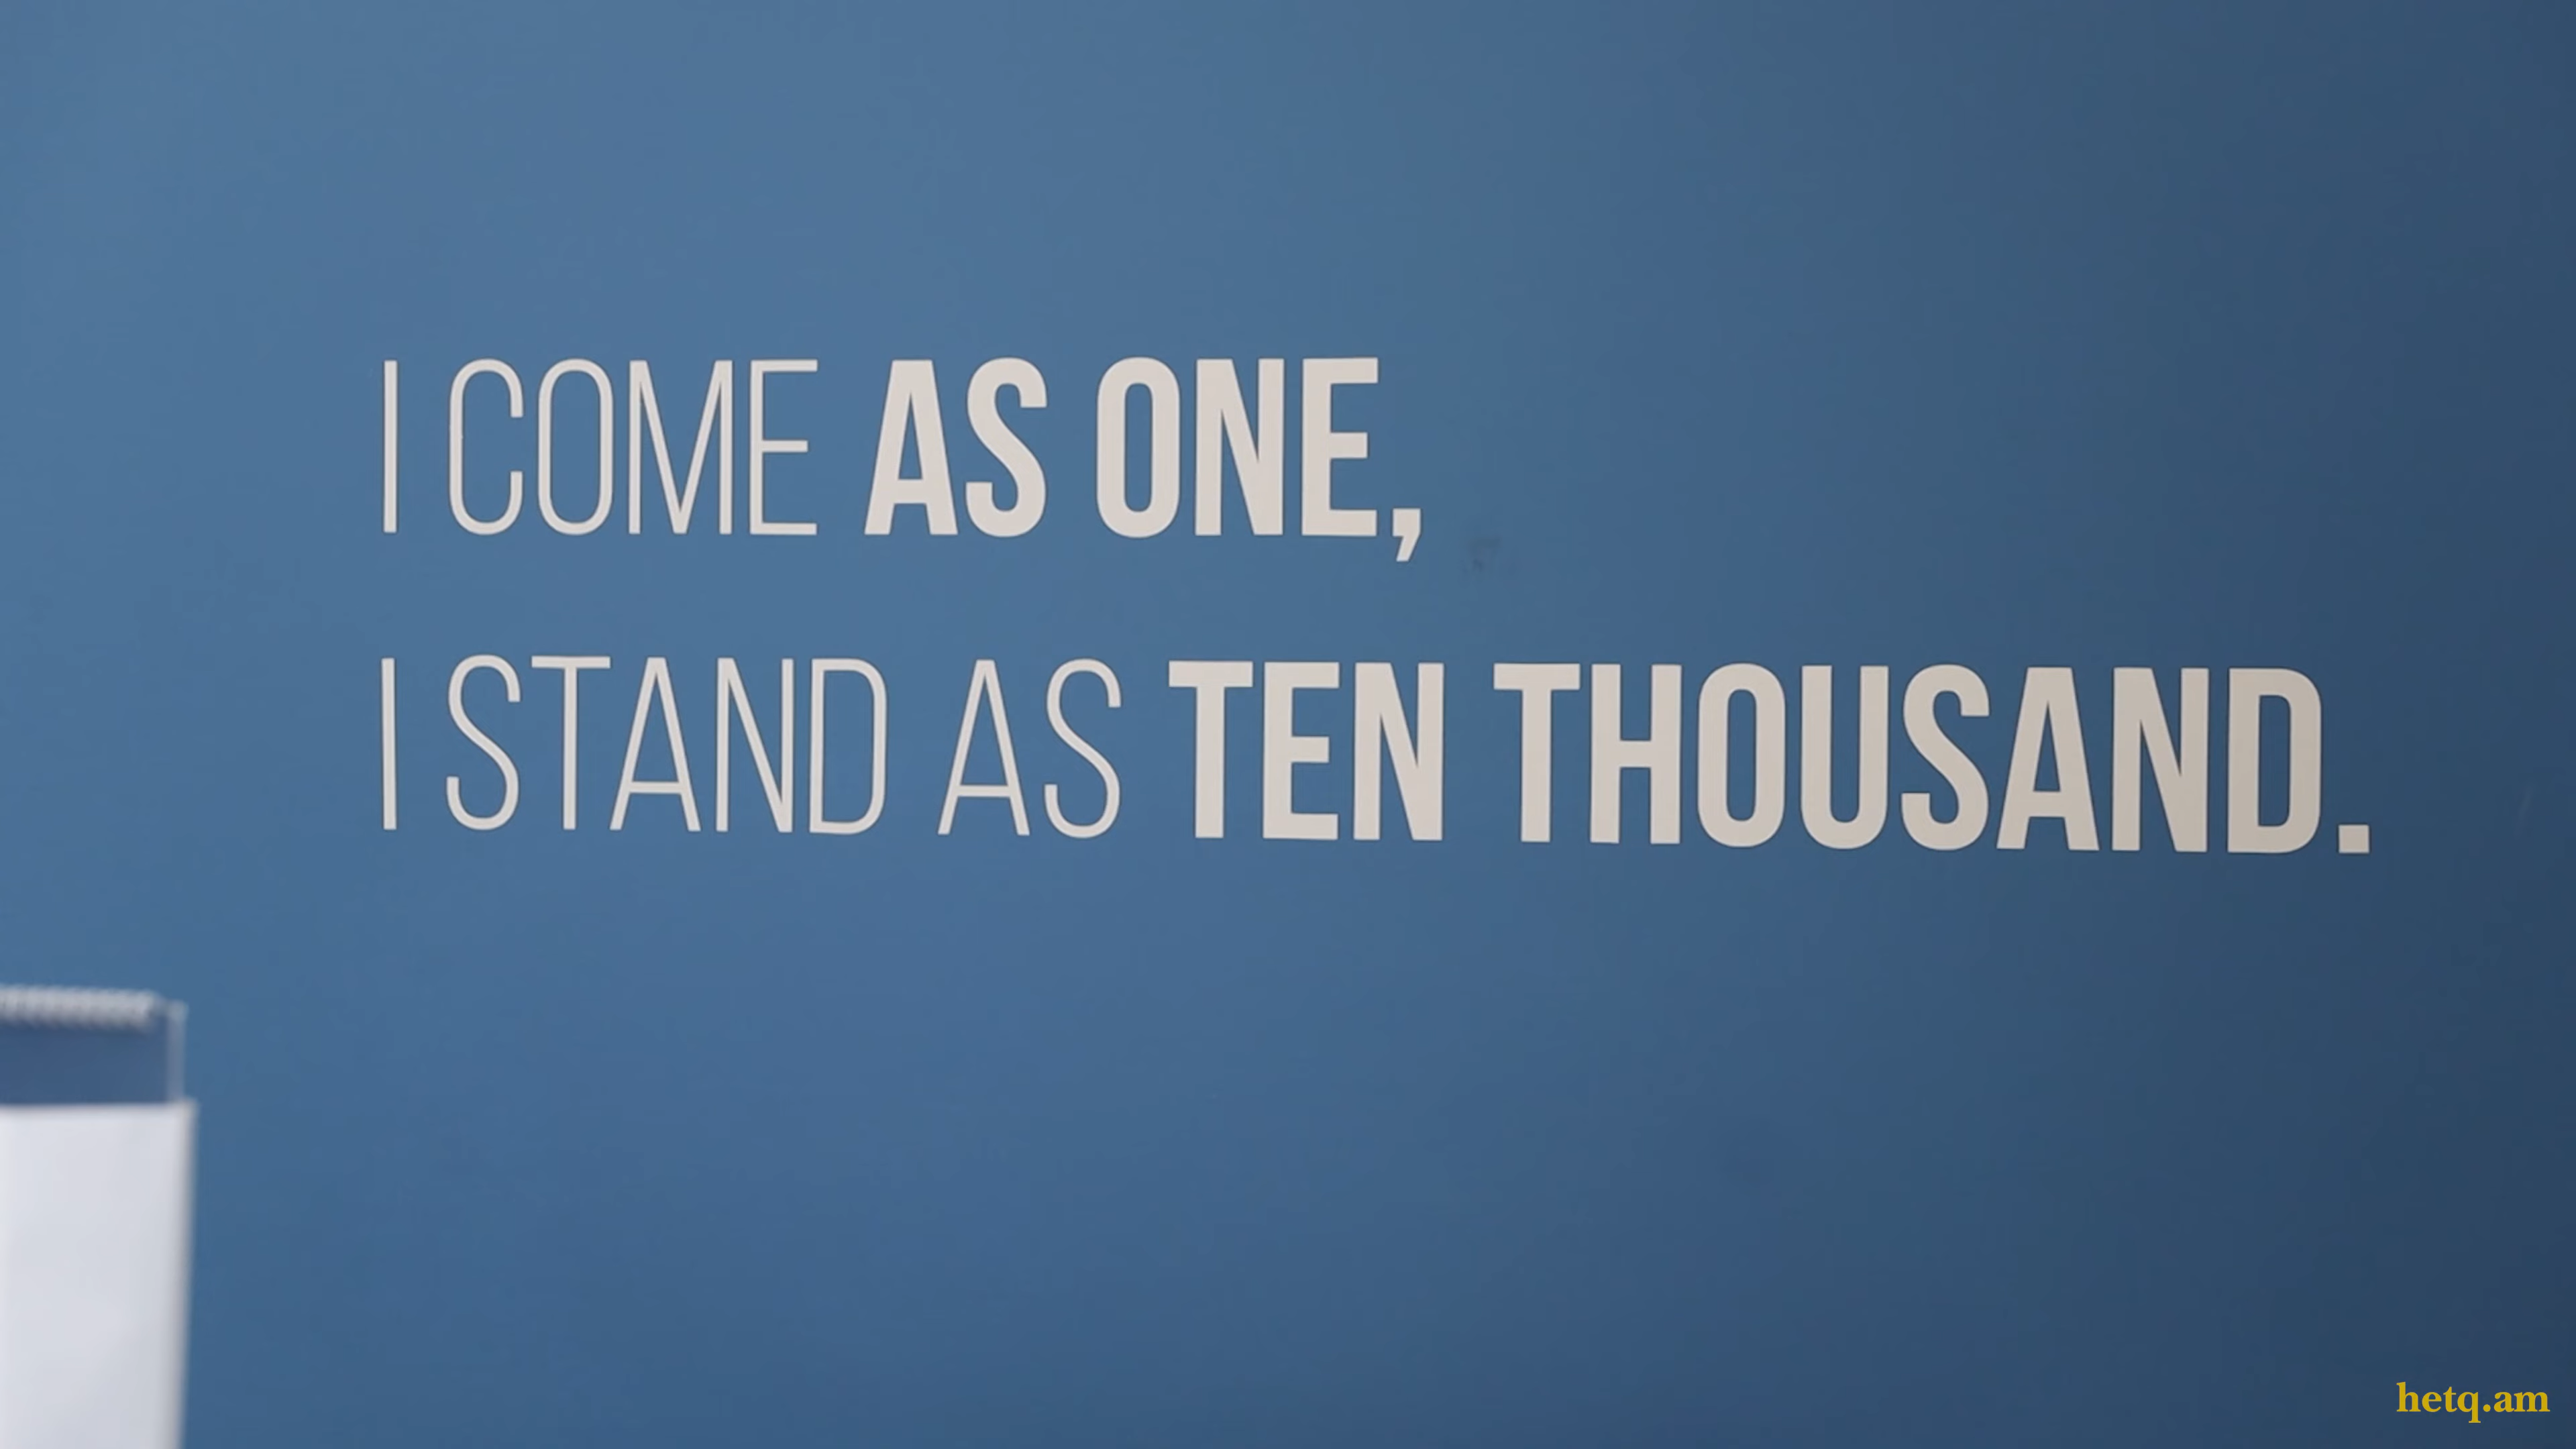 I COME AS ONE,
I STAND AS TEN THOUSAND.
hetq.am